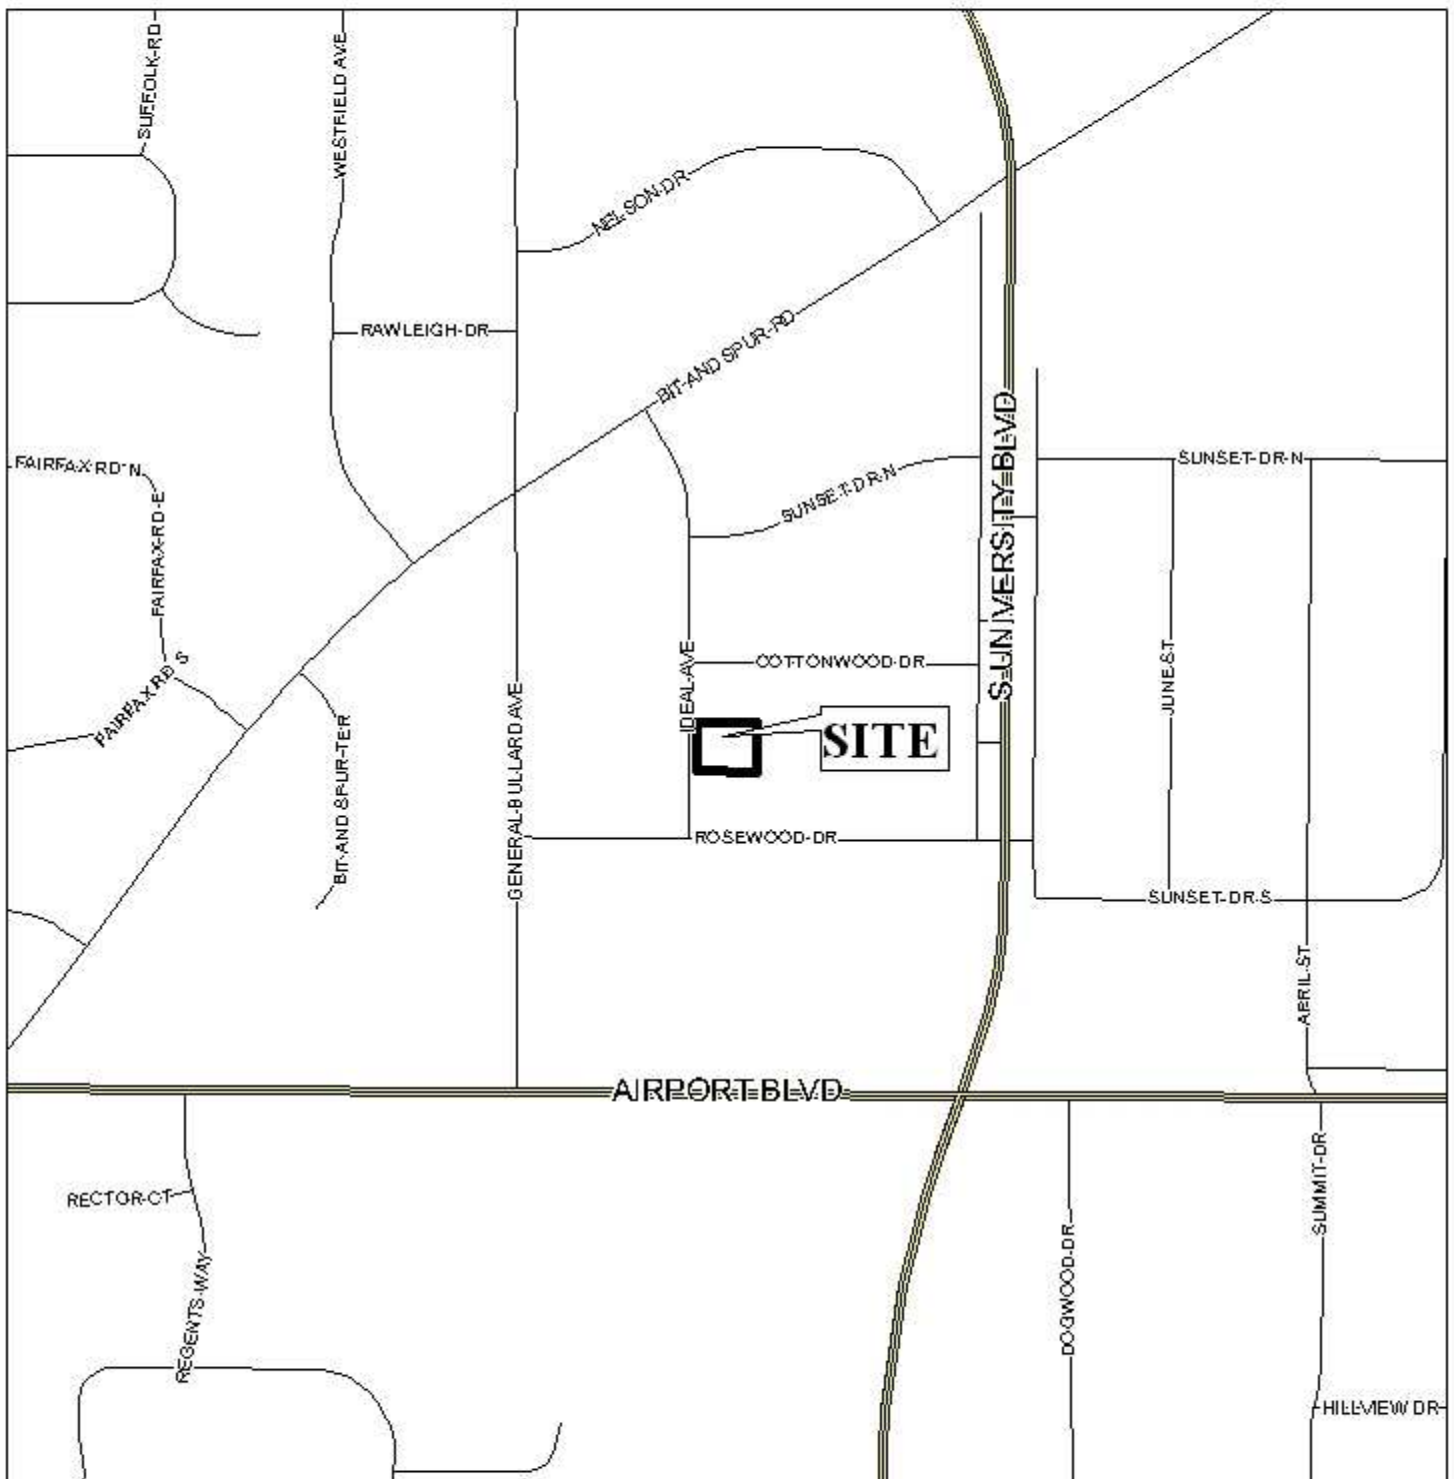 SUFFOLK RD
WESTFIELD AVE
NELSON DR
RAWLEIGH DR
BIT AND SPUR RD
S UNIVERSITY BLVD
FAIRFAX RD N
SUNSET DR N
SUNSET DR N
FAIRFAX RD E
FAIRFAX RD S
IDEAL AVE
COTTONWOOD DR
JUNE ST
BIT AND SPUR TER
GENERAL BULLARD AVE
SITE
ROSEWOOD DR
SUNSET DR S
APRIL ST
AIRPORT BLVD
RECTOR CT
SUMMIT DR
REGENTS WAY
DOGWOOD DR
HILLVIEW DR